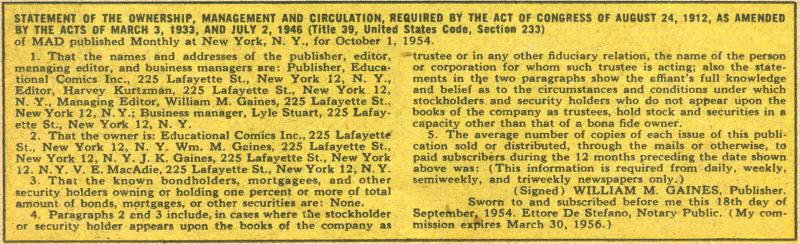 STATEMENT OF THE OWNERSHIP, MANAGEMENT AND CIRCULATION, REQUIRED BY THE ACT OF CONGRESS OF AUGUST 24, 1912, AS AMENDED
BY THE ACTS OF MARCH 3, 1933, AND JULY 2, 1946 (Title 39, United States Code, Section 233)
of MAD published Monthly at New York, N. Y., for October 1, 1954.
1. That the names and addresses of the publisher, editor,
menaging editor, and business managers are: Publisher, Educa-
tional Comics Inc., 225 Lafayette St., New York 12, N. Y.,
Editor, Harvey Kurtzman, 225 Lafayette St., New York 12,
N. Y., Managing Editor, William M. Gaines, 225 Lafayette St.,
New York 12, N. Y.; Business manager, Lyle Stuart, 225 Lafay-
ette St., New York 12, N. Y.
2. That the owner is: Educational Comics Inc., 225 Lafayette
St., New York 12, N. Y. Wm. M. Gaines, 225 Lafayette St.,
New York 12, N. Y. J. K. Gaines, 225 Lafayette St., New York
12, N. Y. V. E. MacAdie, 225 Lafayette St., New York 12, N. Y.
3. That the known bondholders, mortgagees, and other
security holders owning or holding one percent or more of total
amount of bonds, mortgages, or other securities are: None.
4. Paragraphs 2 and 3 include, in cases where the stockholder
or security holder appears upon the books of the company as
trustee or in any other fiduciary relation, the name of the person
or corporation for whom such trustee is acting; also the state-
ments in the two paragraphs show the affiant's full knowledge
and belief as to the circumstances and conditions under which
stockholders and security holders who do not appear upon the
books of the company as trustees, hold stock and securities in a
capacity other than that of a bona fide owner.
5. The average number of copies of each issue of this publi-
cation sold or distributed, through the mails or otherwise, to
paid subscribers during the 12 months preceding the date shown
above was: (This information is required from daily, weekly,
semiweekly, and triweekly newspapers only.)
(Signed) WILLIAM M. GAINES, Publisher.
Sworn to and subscribed before me this 18th day of
September, 1954. Ettore De Stefano, Notary Public. (My com-
mission expires March 30, 1956.)